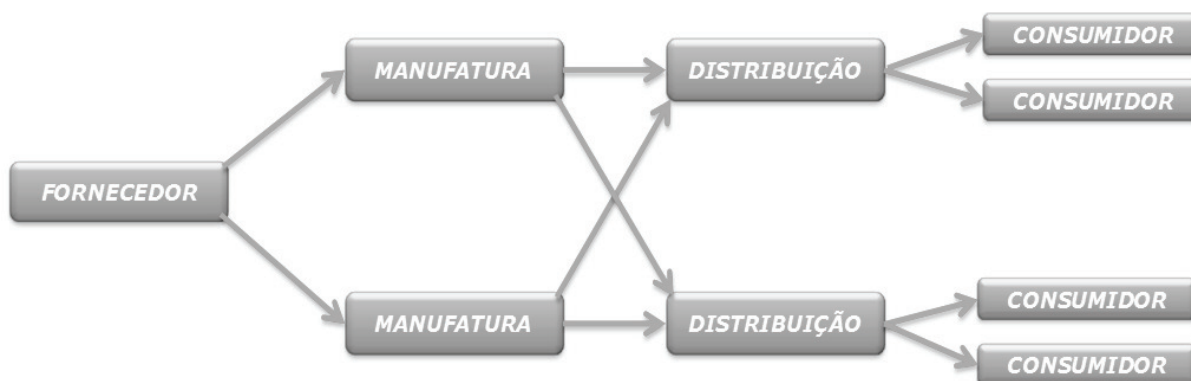 CONSUMIDOR
MANUFATURA
DISTRIBUIÇÃO
CONSUMIDOR
FORNECEDOR
CONSUMIDOR
MANUFATURA
DISTRIBUIÇÃO
CONSUMIDOR